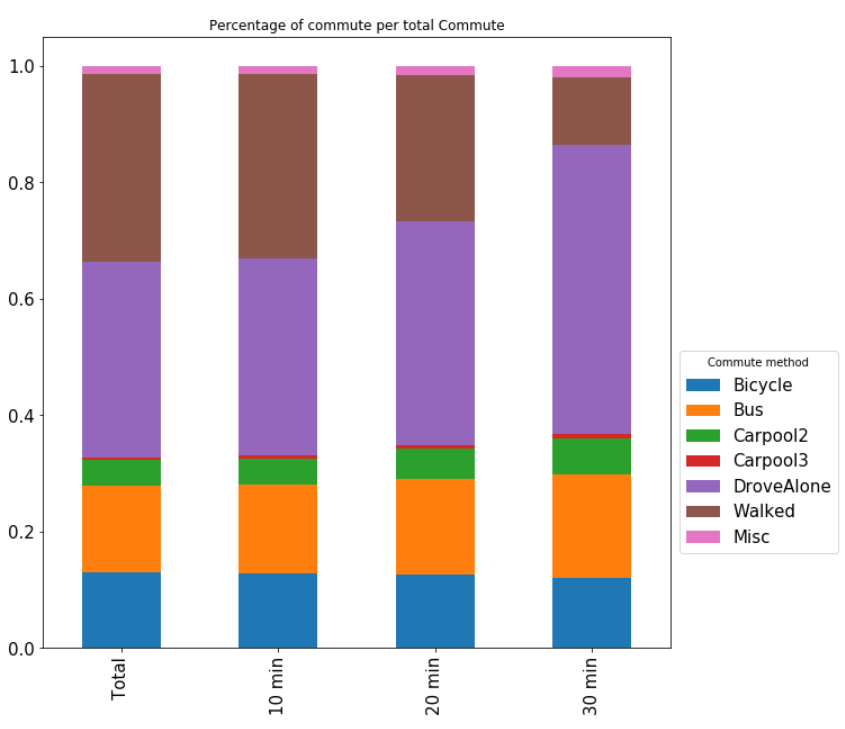 Percentage of commute per total Commute
1.0
0.8
0.6
0.4
0.2
0.0
Total
10 min
20 min
30 min
Commute method
Bicycle
Bus
Carpool2
Carpool3
DroveAlone
Walked
Misc